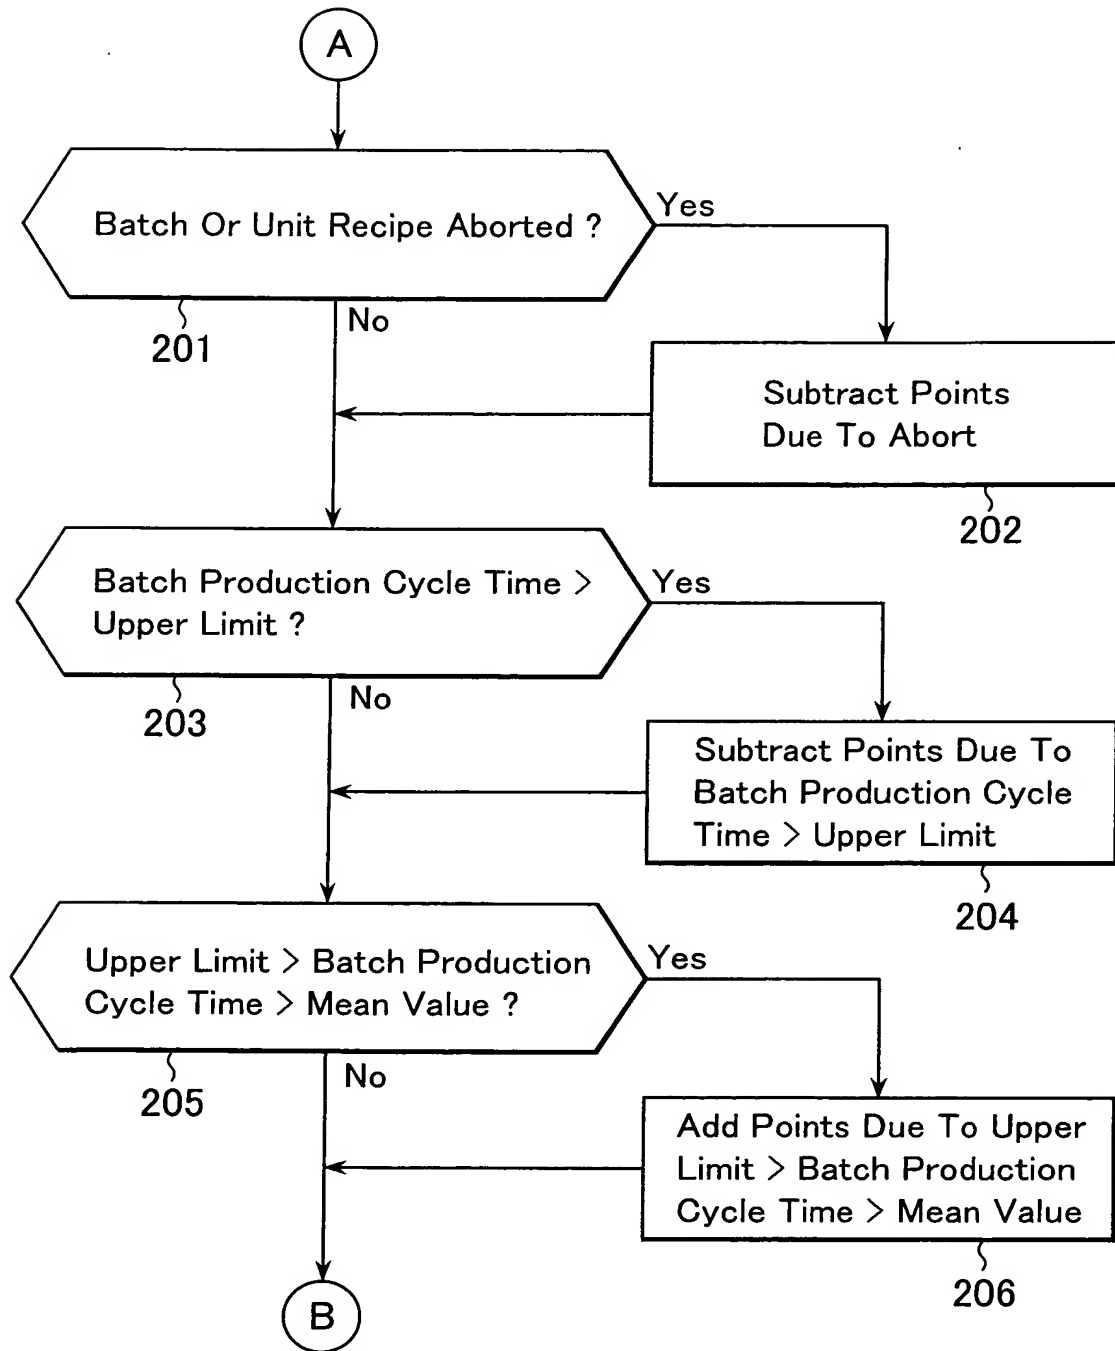 A
Batch Or Unit Recipe Aborted ?
Yes
No
201
Subtract Points
Due To Abort
202
Batch Production Cycle Time >
Upper Limit ?
Yes
No
203
Subtract Points Due To
Batch Production Cycle
Time > Upper Limit
204
Upper Limit > Batch Production
Cycle Time > Mean Value ?
Yes
No
205
Add Points Due To Upper
Limit > Batch Production
Cycle Time > Mean Value
206
B